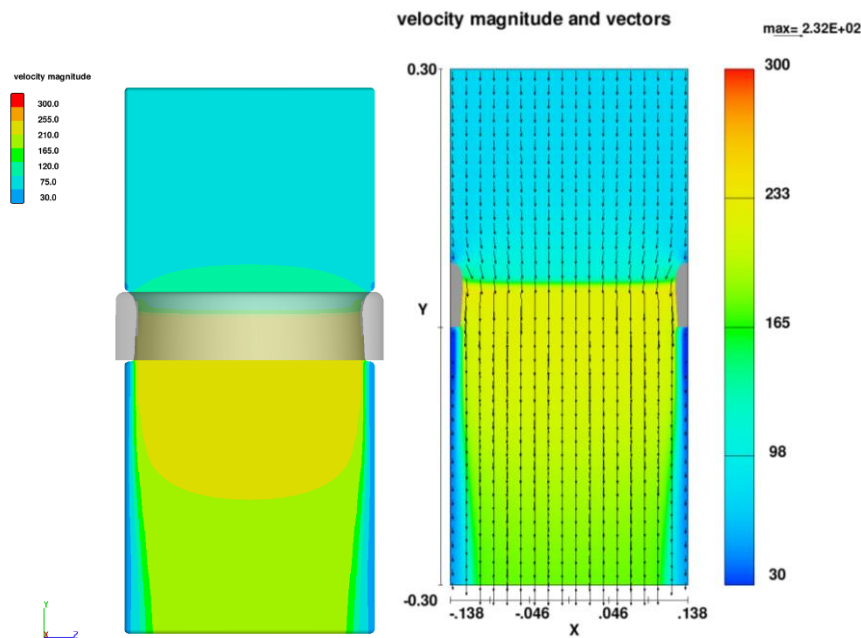 velocity magnitude and vectors
max= 2.32E+02
velocity magnitude
300.0
255.0
210.0
165.0
120.0
75.0
30.0
0.30
Y
-0.30
-.138
-.046
.046
.138
X
300
233
165
98
30
Y
X
Z